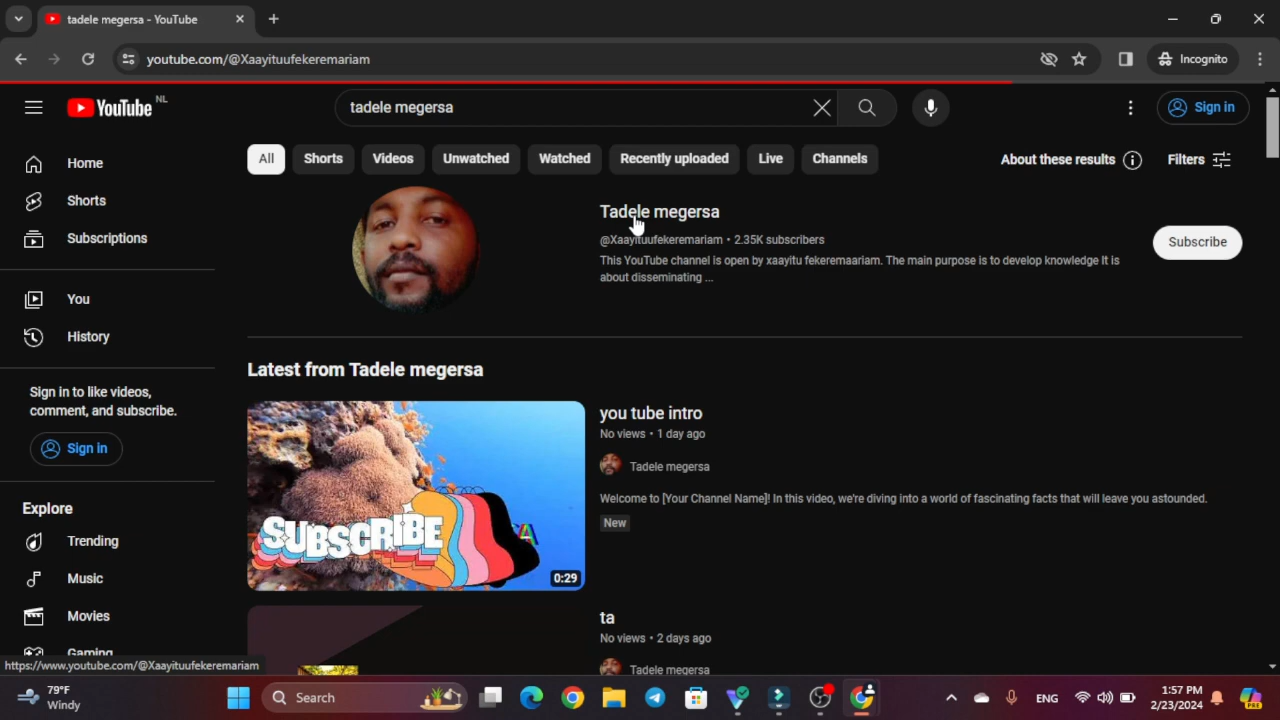 tadele megersa - YouTube
youtube.com/@Xaayituufekeremariam
Incognito
YouTube NL
tadele megersa
Sign in
Home
Shorts
Subscriptions
You
History
Sign in to like videos,
comment, and subscribe.
Sign in
Explore
Trending
Music
Movies
Gaming
All
Shorts
Videos
Unwatched
Watched
Recently uploaded
Live
Channels
About these results
Filters
Tadele megersa
@Xaayituufekeremariam • 2.35K subscribers
This YouTube channel is open by xaayitu fekeremaariam. The main purpose is to develop knowledge It is
about disseminating ...
Subscribe
Latest from Tadele megersa
SUBSCRIBE
0:29
you tube intro
No views • 1 day ago
Tadele megersa
Welcome to [Your Channel Name]! In this video, we're diving into a world of fascinating facts that will leave you astounded.
New
ta
No views • 2 days ago
Tadele megersa
https://www.youtube.com/@Xaayituufekeremariam
79°F
Windy
Search
ENG
1:57 PM
2/23/2024
PRE